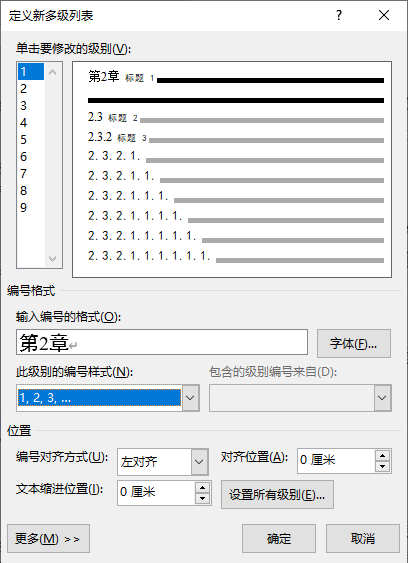 定义新多级列表
单击要修改的级别(V):
1
2
3
4
5
6
7
8
9
第2章 标题 1
2.3 标题 2
2.3.2 标题 3
2.3.2.1.
2.3.2.1.1.
2.3.2.1.1.1.
2.3.2.1.1.1.1.
2.3.2.1.1.1.1.1.
2.3.2.1.1.1.1.1.1.
编号格式
输入编号的格式(O):
第2章↵
字体(F)...
此级别的编号样式(N):
包含的级别编号来自(D):
1, 2, 3, ...
位置
编号对齐方式(U):
左对齐
对齐位置(A):
0 厘米
文本缩进位置(I):
0 厘米
设置所有级别(E)...
更多(M) >>
确定
取消